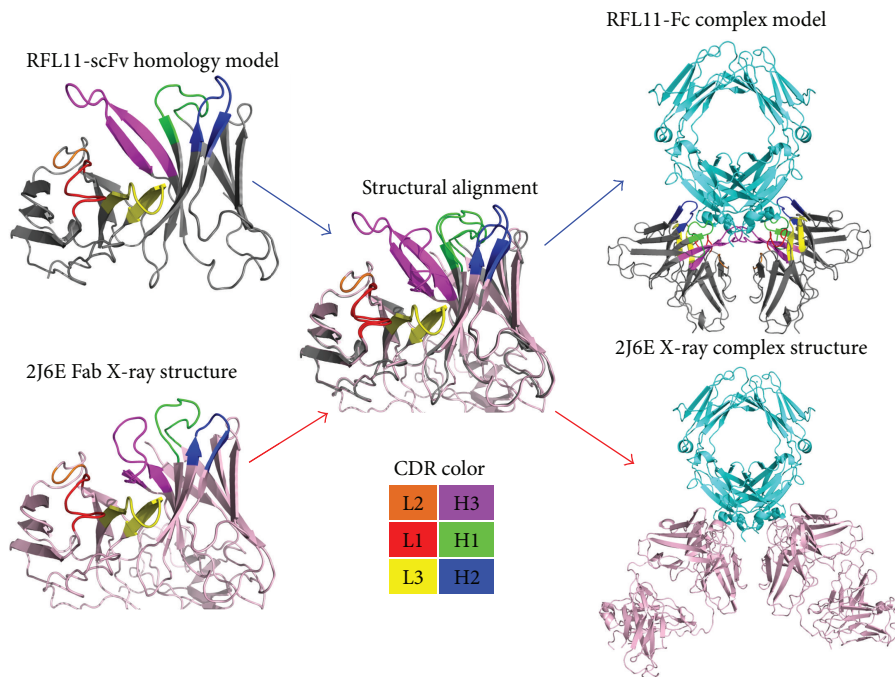 RFL11-scFv homology model
2J6E Fab X-ray structure
Structural alignment
CDR color
L2 H3
L1 H1
L3 H2
RFL11-Fc complex model
2J6E X-ray complex structure